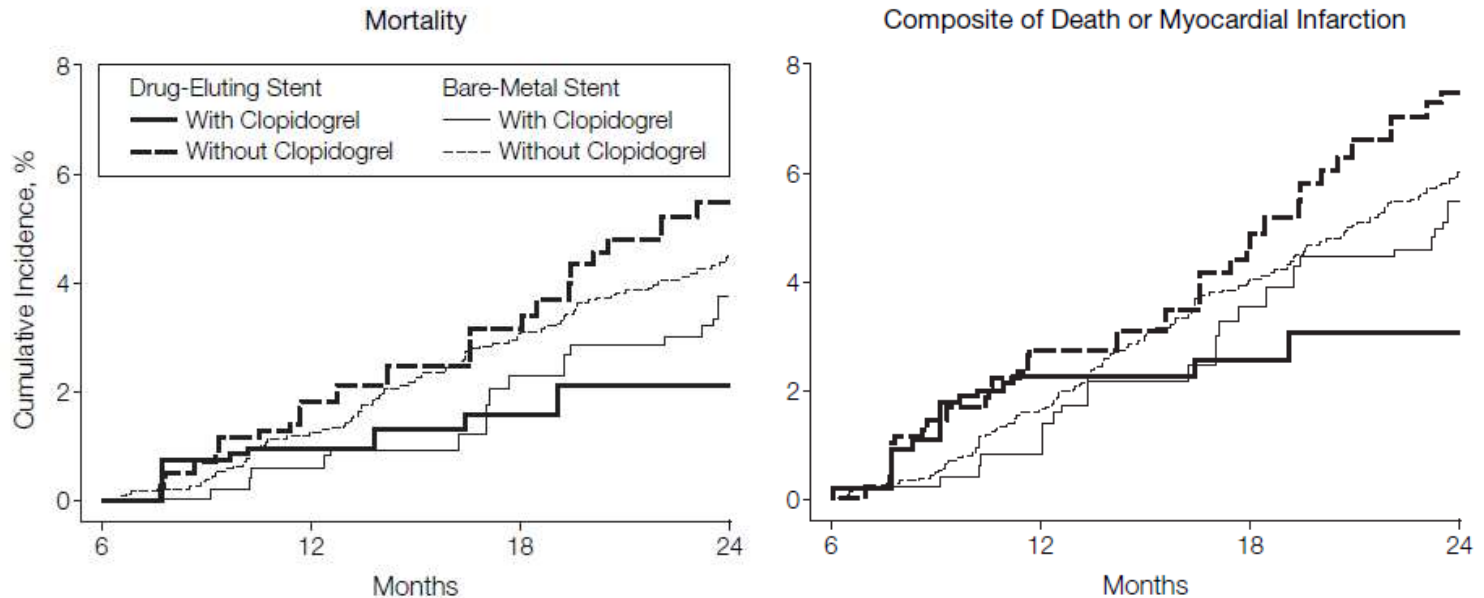 Mortality
8
6
4
2
0
Cumulative Incidence, %
Drug-Eluting Stent
With Clopidogrel
Without Clopidogrel
Bare-Metal Stent
With Clopidogrel
Without Clopidogrel
6 12 18 24
Months
Composite of Death or Myocardial Infarction
8
6
4
2
0
6 12 18 24
Months